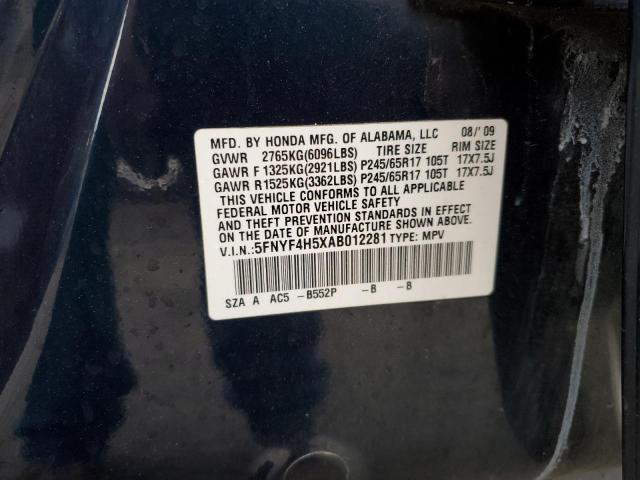 MFD. BY HONDA MFG. OF ALABAMA, LLC 08/'09
GVWR 2765KG(6096LBS) TIRE SIZE RIM SIZE
GAWR F 1325KG(2921LBS) P245/65R17 105T 17X7.5J
GAWR R1525KG(3362LBS) P245/65R17 105T 17X7.5J
THIS VEHICLE CONFORMS TO ALL APPLICABLE
FEDERAL MOTOR VEHICLE SAFETY
AND THEFT PREVENTION STANDARDS IN EFFECT
ON THE DATE OF MANUFACTURE SHOWN ABOVE.
V.I.N.:5FNYF4H5XAB012281 TYPE: MPV
SZA A AC5 -B552P -B -B